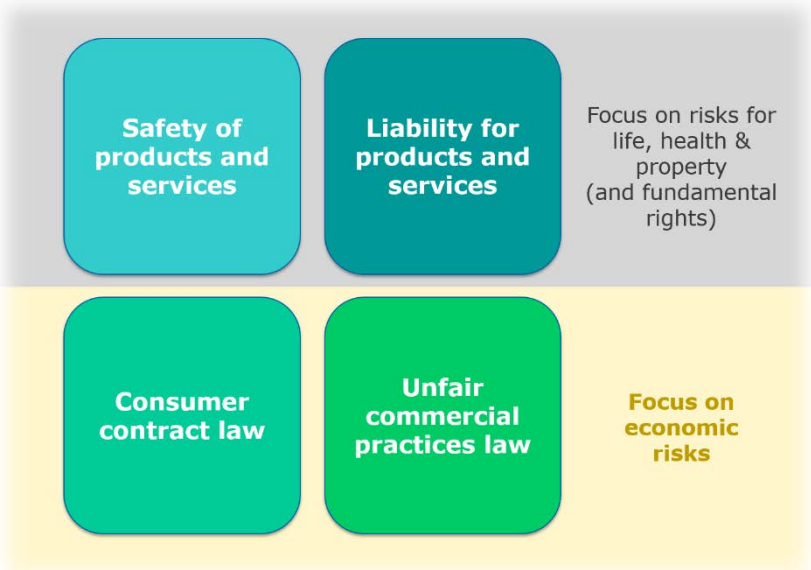 Safety of
products and
services
Liability for
products and
services
Focus on risks for
life, health &
property
(and fundamental
rights)
Consumer
contract law
Unfair
commercial
practices law
Focus on
economic
risks